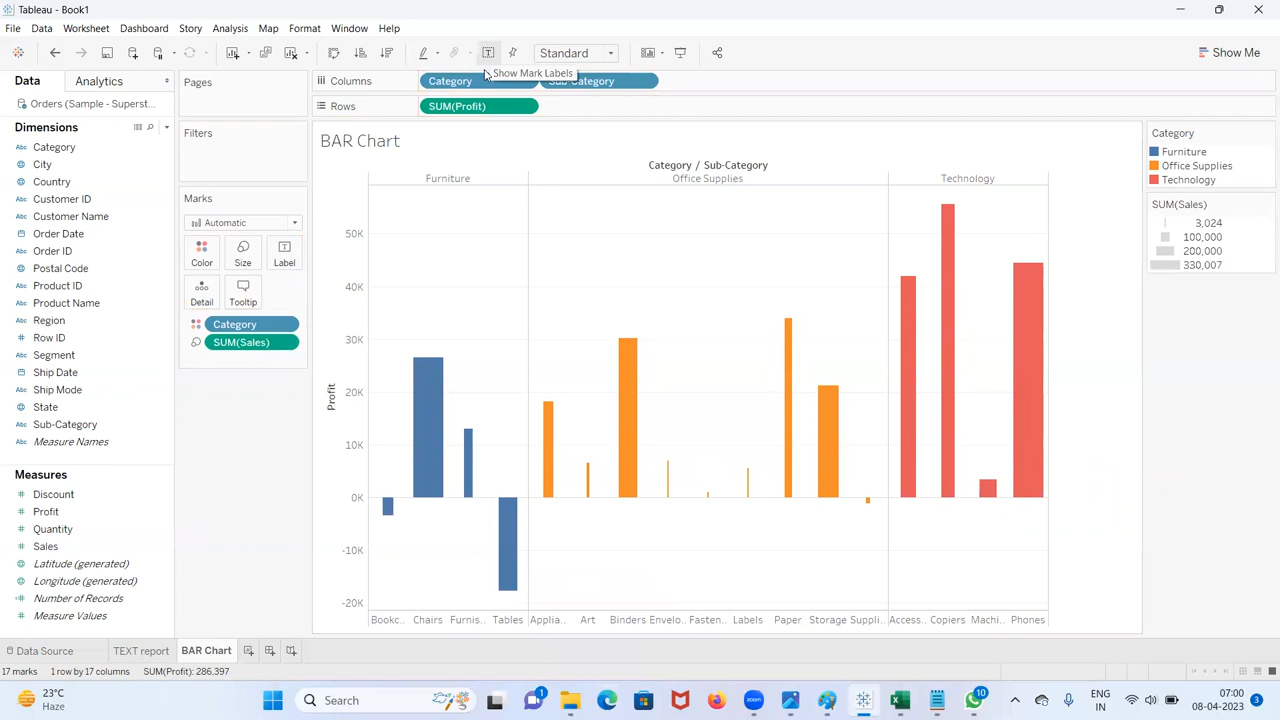 Tableau - Book1
File Data Worksheet Dashboard Story Analysis Map Format Window Help
Standard
Show Me
Show Mark Labels
Data Analytics
Pages
Columns Category Sub-Category
Orders (Sample - Superst...
Rows SUM(Profit)
Dimensions
Category
City
Country
Customer ID
Customer Name
Order Date
Order ID
Postal Code
Product ID
Product Name
Region
Row ID
Segment
Ship Date
Ship Mode
State
Sub-Category
Measure Names
Measures
Discount
Profit
Quantity
Sales
Latitude (generated)
Longitude (generated)
Number of Records
Measure Values
Filters
Marks
Automatic
Color Size Label
Detail Tooltip
Category
SUM(Sales)
BAR Chart
Category / Sub-Category
Furniture Office Supplies Technology
Profit
50K
40K
30K
20K
10K
0K
-10K
-20K
Bookc.. Chairs Furnis.. Tables Applia.. Art Binders Envelo.. Fasten.. Labels Paper Storage Suppli.. Access.. Copiers Machi.. Phones
Category
Furniture
Office Supplies
Technology
SUM(Sales)
3,024
100,000
200,000
330,007
Data Source TEXT report BAR Chart
17 marks 1 row by 17 columns SUM(Profit): 286,397
23°C
Haze
Search
1
10
ENG
IN
07:00
08-04-2023
3